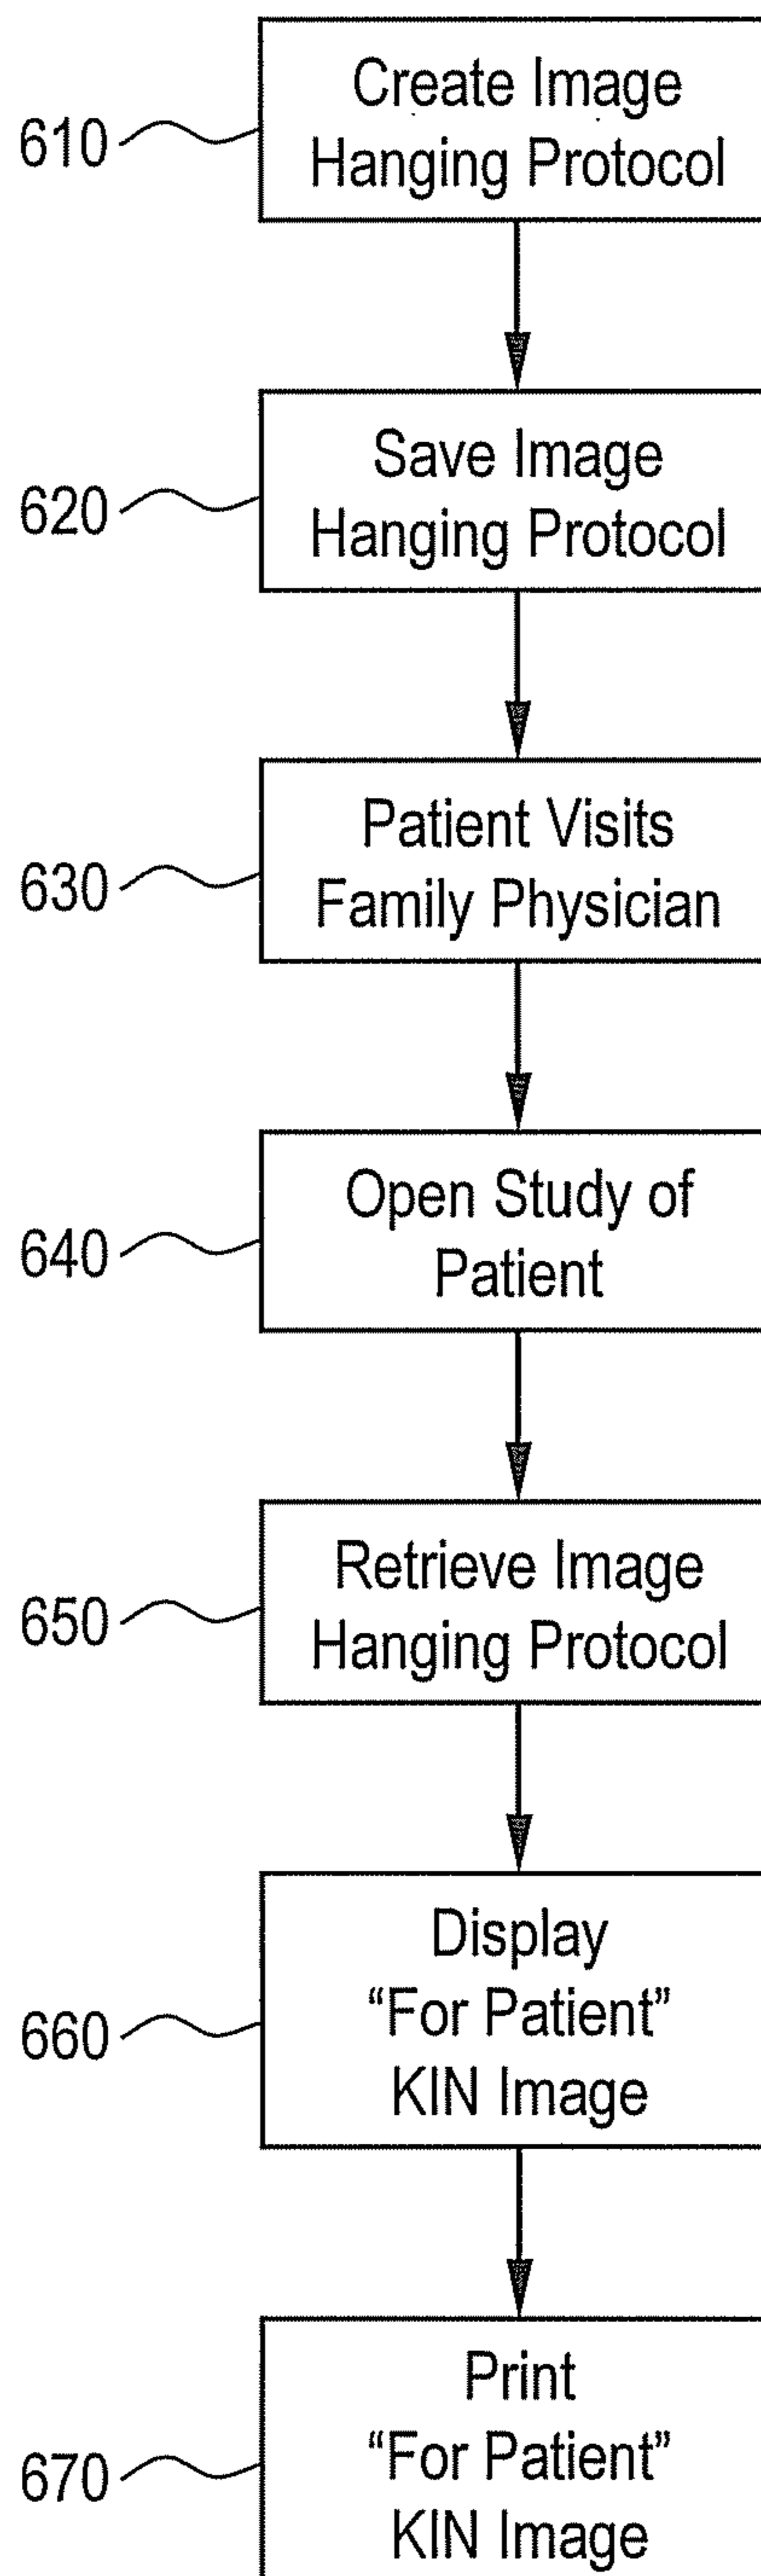 610
Create Image
Hanging Protocol
620
Save Image
Hanging Protocol
630
Patient Visits
Family Physician
640
Open Study of
Patient
650
Retrieve Image
Hanging Protocol
660
Display
“For Patient”
KIN Image
670
Print
“For Patient”
KIN Image